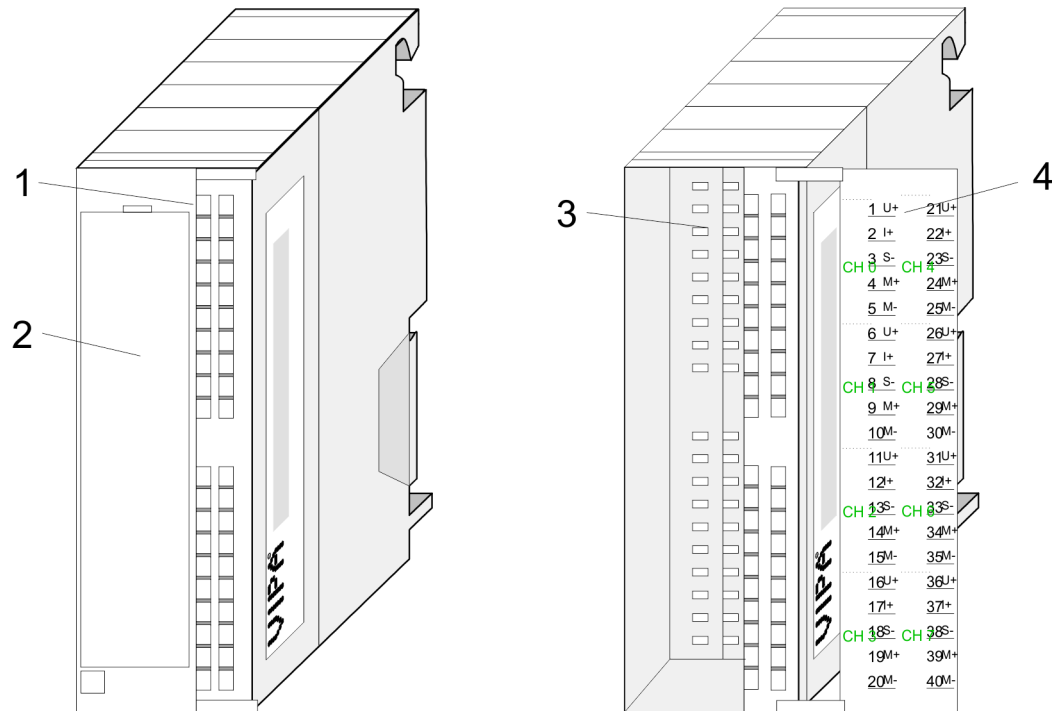 1
2
VIPA
3
4
VIPA
1 U+ 21 U+
2 I+ 22 I+
3 S- 23 S-
CH 0 CH 4
4 M+ 24 M+
5 M- 25 M-
6 U+ 26 U+
7 I+ 27 I+
8 S- 28 S-
CH 1 CH 5
9 M+ 29 M+
10 M- 30 M-
11 U+ 31 U+
12 I+ 32 I+
13 S- 33 S-
CH 2 CH 6
14 M+ 34 M+
15 M- 35 M-
16 U+ 36 U+
17 I+ 37 I+
18 S- 38 S-
CH 3 CH 7
19 M+ 39 M+
20 M- 40 M-